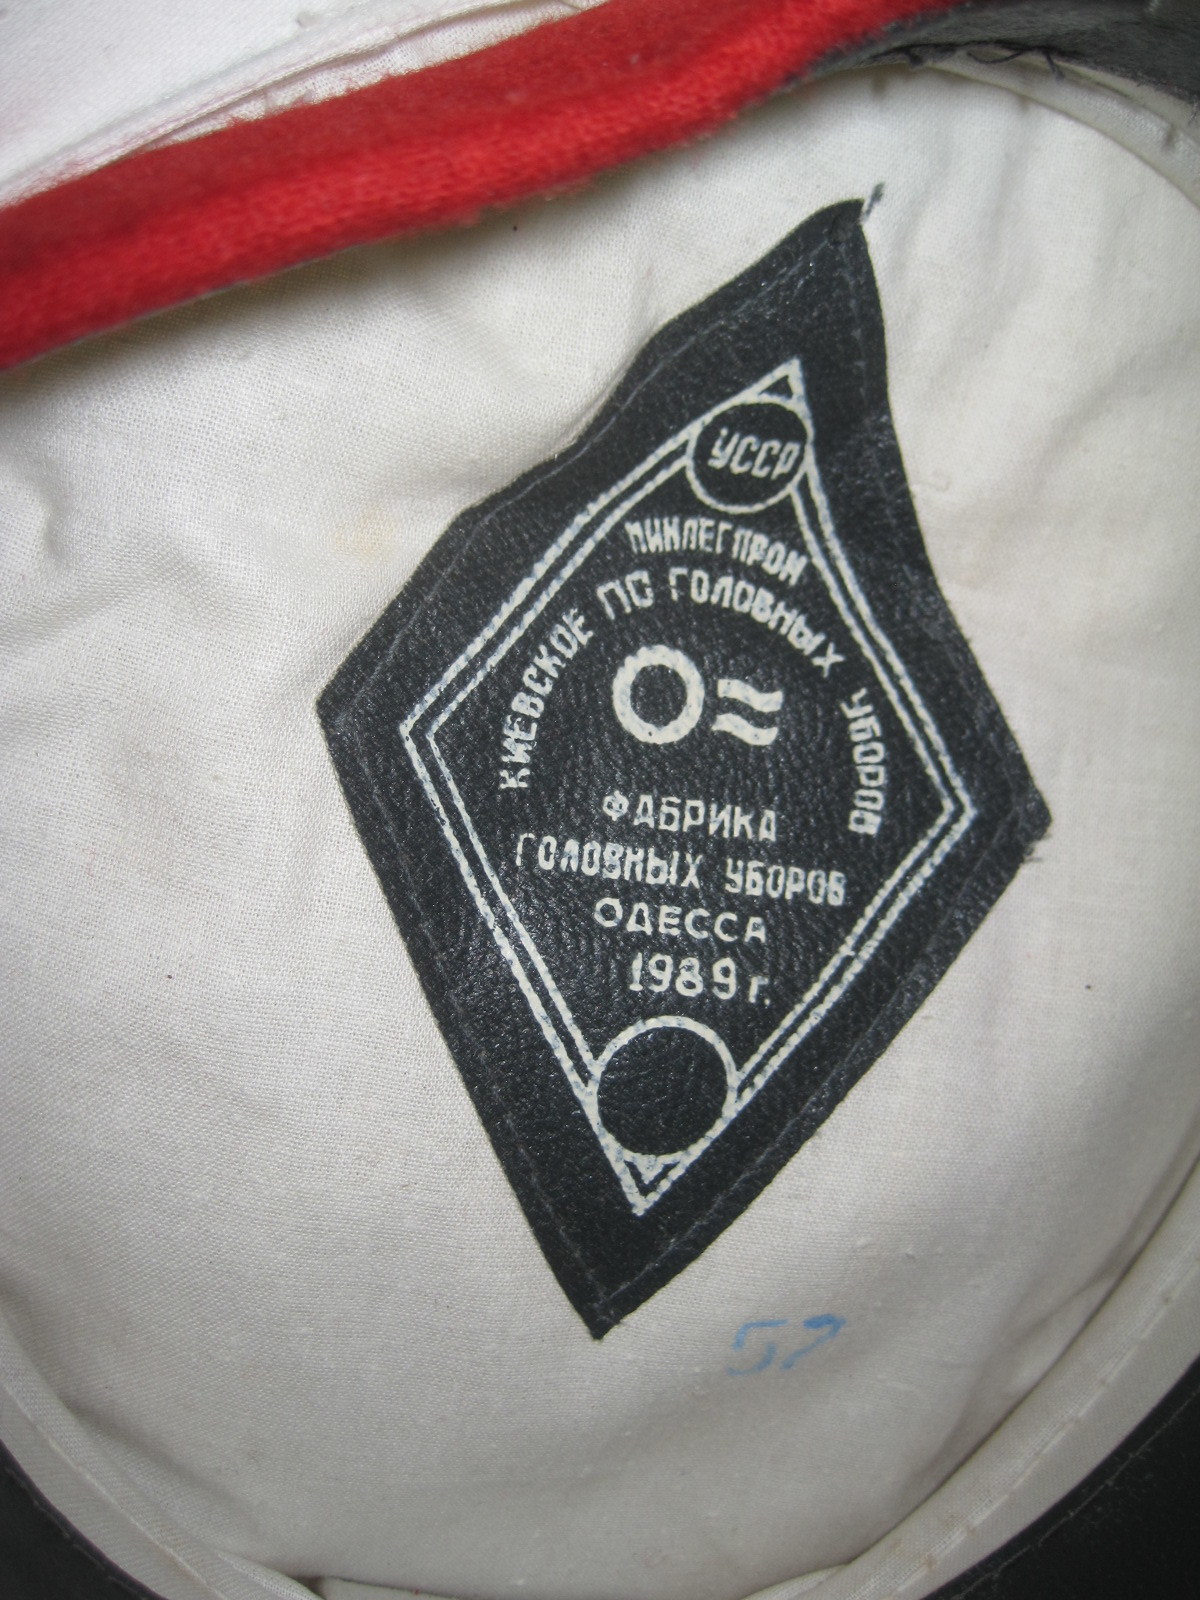 УССР
МИНЛЕГПРОМ
КИЕВСКОЕ ПО ГОЛОВНЫХ УБОРОВ
ФАБРИКА
ГОЛОВНЫХ УБОРОВ
ОДЕССА
1989 г.
57